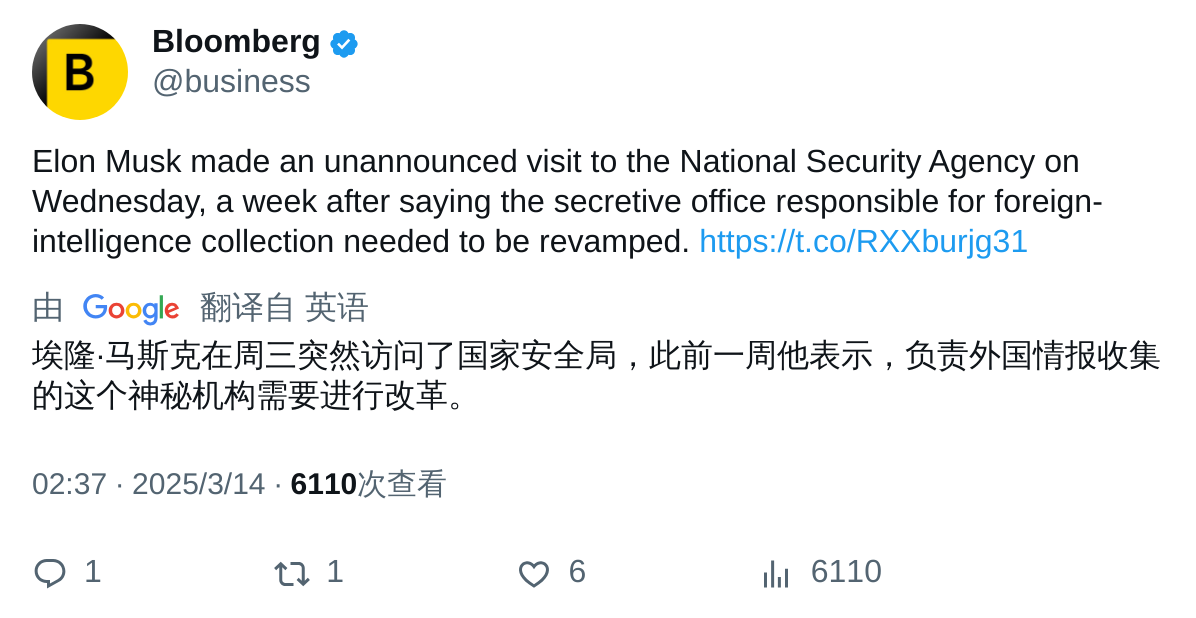 B
Bloomberg
@business
Elon Musk made an unannounced visit to the National Security Agency on
Wednesday, a week after saying the secretive office responsible for foreign-
intelligence collection needed to be revamped. https://t.co/RXXburjg31
由 Google 翻译自 英语
埃隆·马斯克在周三突然访问了国家安全局，此前一周他表示，负责外国情报收集
的这个神秘机构需要进行改革。
02:37 · 2025/3/14 · 6110次查看
1 1 6 6110